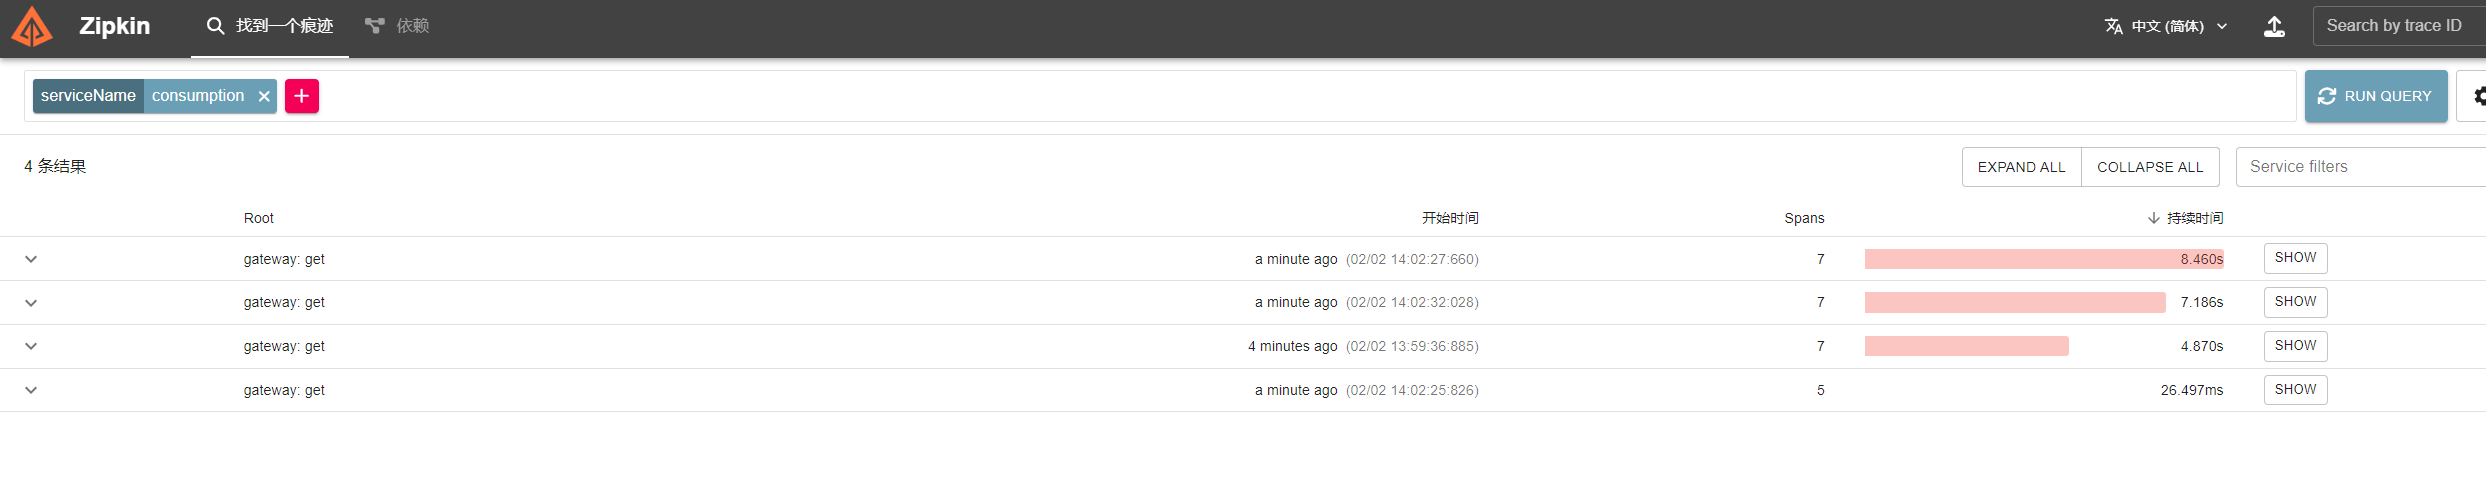 Zipkin 找到一个痕迹 依赖 中文 (简体) Search by trace ID
serviceName consumption RUN QUERY
4 条结果 EXPAND ALL COLLAPSE ALL Service filters
Root 开始时间 Spans 持续时间
gateway: get a minute ago (02/02 14:02:27:660) 7 8.460s SHOW
gateway: get a minute ago (02/02 14:02:32:028) 7 7.186s SHOW
gateway: get 4 minutes ago (02/02 13:59:36:885) 7 4.870s SHOW
gateway: get a minute ago (02/02 14:02:25:826) 5 26.497ms SHOW